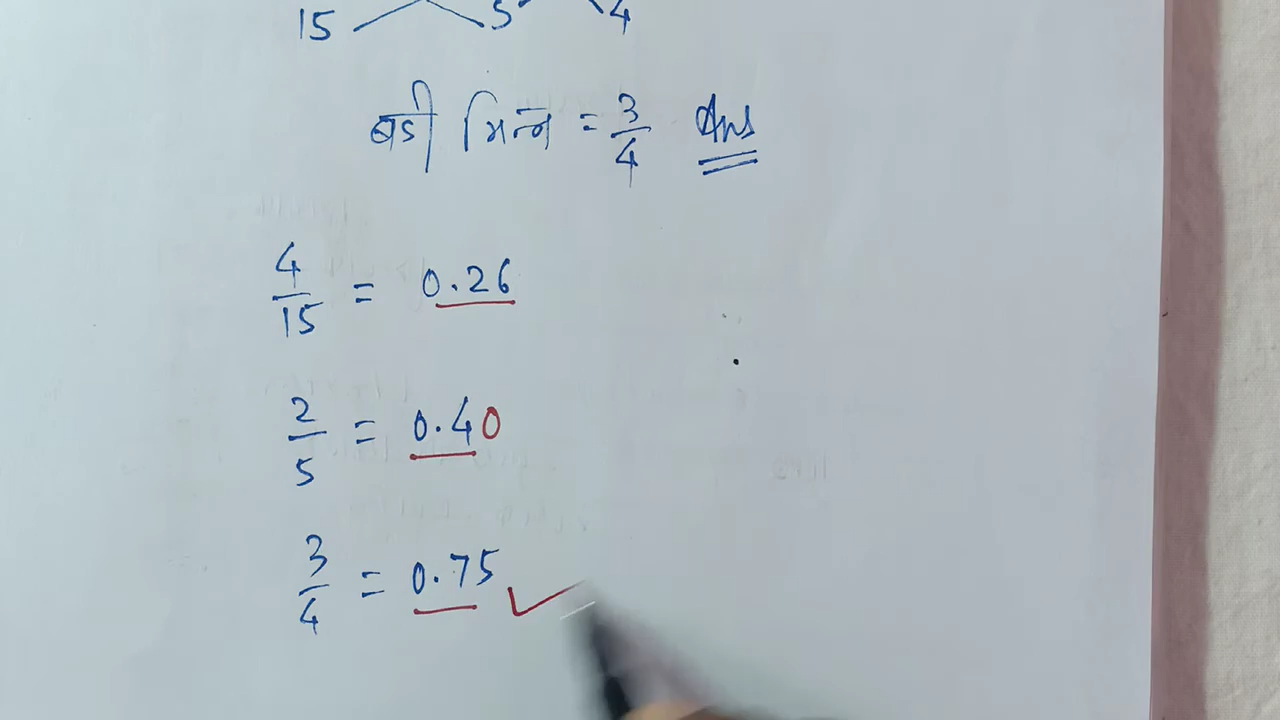 15 5 4
बडी भिन्न = 3/4 Ans
4/15 = 0.26
2/5 = 0.40
3/4 = 0.75